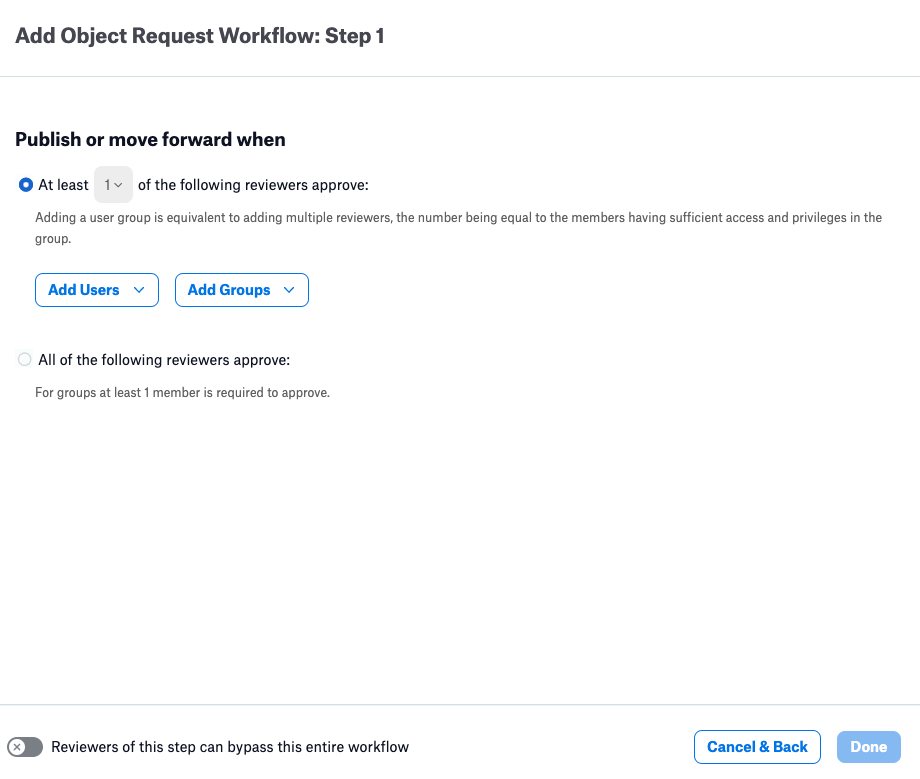 Add Object Request Workflow: Step 1
Publish or move forward when
At least 1 of the following reviewers approve:
Adding a user group is equivalent to adding multiple reviewers, the number being equal to the members having sufficient access and privileges in the
group.
Add Users Add Groups
All of the following reviewers approve:
For groups at least 1 member is required to approve.
Reviewers of this step can bypass this entire workflow Cancel & Back Done